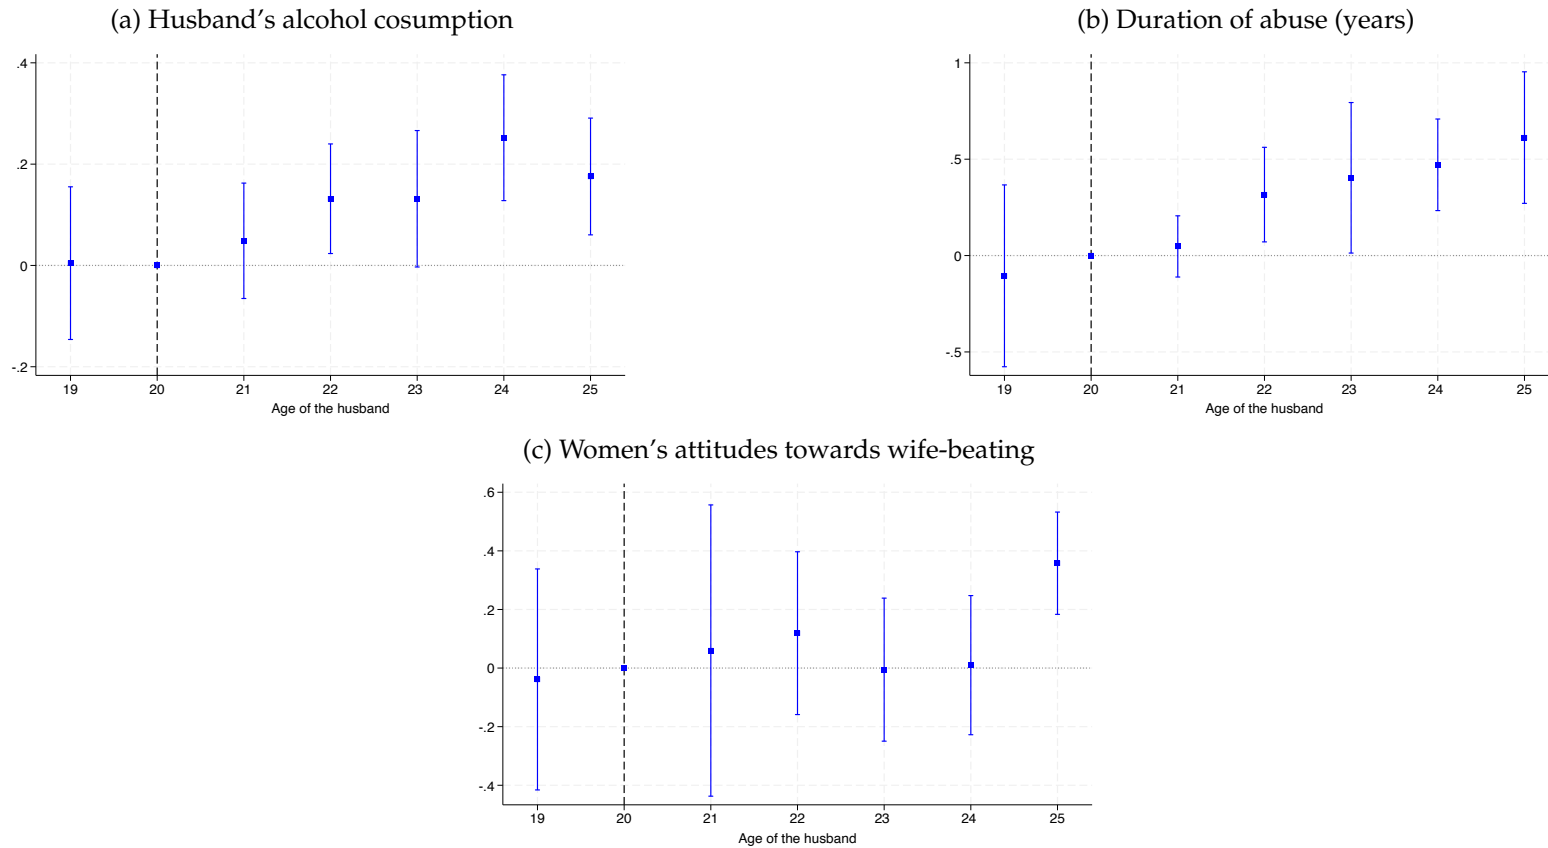 (a) Husband's alcohol cosumption
.4
.2
0
-.2
19 20 21 22 23 24 25
Age of the husband
(b) Duration of abuse (years)
1
.5
0
-.5
19 20 21 22 23 24 25
Age of the husband
(c) Women's attitudes towards wife-beating
.6
.4
.2
0
-.2
-.4
19 20 21 22 23 24 25
Age of the husband